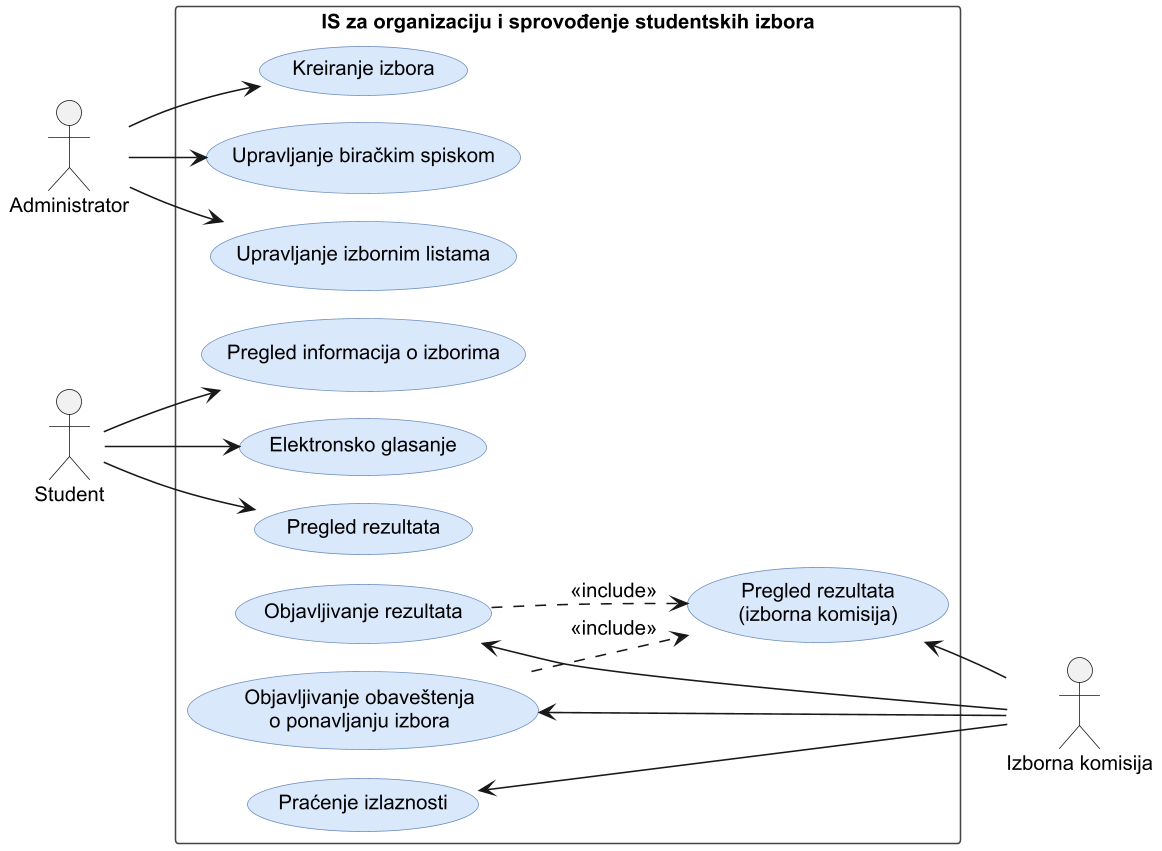 IS za organizaciju i sprovođenje studentskih izbora
Kreiranje izbora
Upravljanje biračkim spiskom
Administrator
Upravljanje izbornim listama
Pregled informacija o izborima
Elektronsko glasanje
Student
Pregled rezultata
Objavljivanje rezultata
«include»
Pregled rezultata
(izborna komisija)
«include»
Objavljivanje obaveštenja
o ponavljanju izbora
Izborna komisija
Praćenje izlaznosti